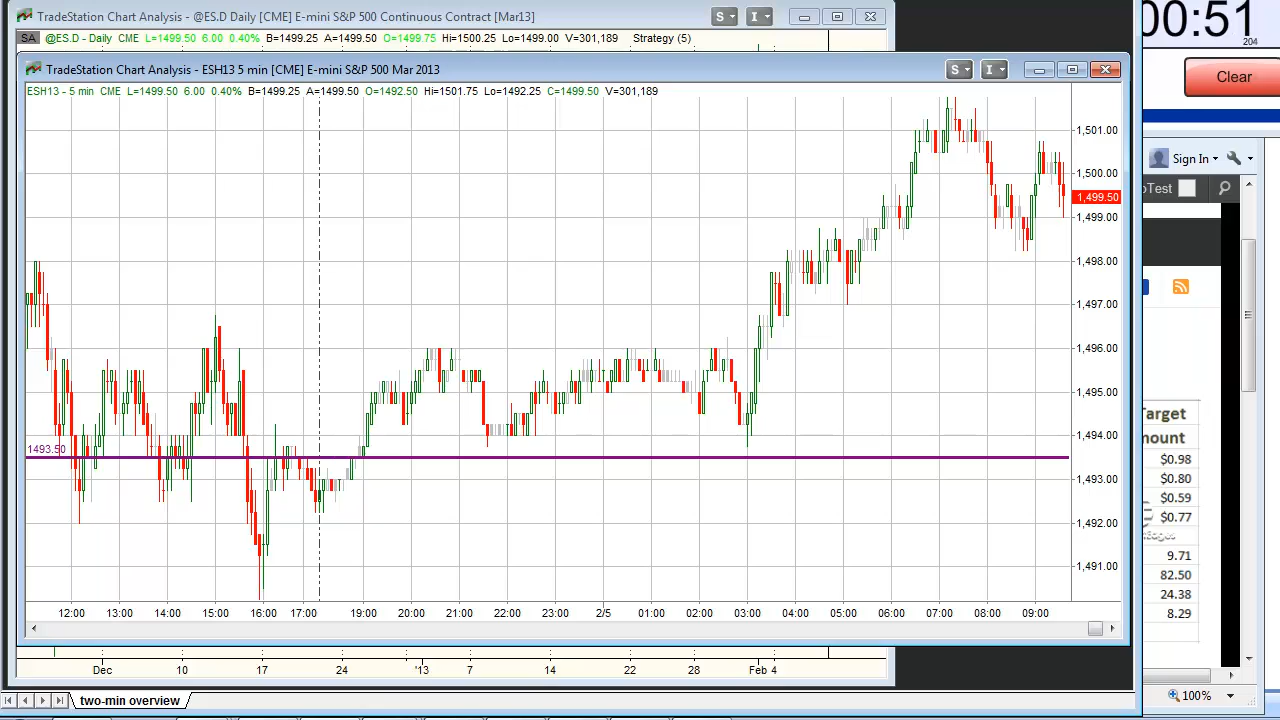 TradeStation Chart Analysis - @ES.D Daily [CME] E-mini S&P 500 Continuous Contract [Mar13]
S I
SA @ES.D - Daily CME L=1499.50 6.00 0.40% B=1499.25 A=1499.50 O=1499.75 Hi=1500.25 Lo=1499.00 V=301,189 Strategy (5)
TradeStation Chart Analysis - ESH13 5 min [CME] E-mini S&P 500 Mar 2013
S I
ESH13 - 5 min CME L=1499.50 6.00 0.40% B=1499.25 A=1499.50 O=1492.50 Hi=1501.75 Lo=1492.25 C=1499.50 V=301,189
1,501.00
1,500.00
1,499.50
1,499.00
1,498.00
1,497.00
1,496.00
1,495.00
1,494.00
1493.50
1,493.00
1,492.00
1,491.00
12:00 13:00 14:00 15:00 16:00 17:00 19:00 20:00 21:00 22:00 23:00 2/5 01:00 02:00 03:00 04:00 05:00 06:00 07:00 08:00 09:00
Dec 10 17 24 '13 7 14 22 28 Feb 4
two-min overview
00:51
204
Clear
Sign In
oTest
Target
mount
$0.98
$0.80
$0.59
$0.77
9.71
82.50
24.38
8.29
100%